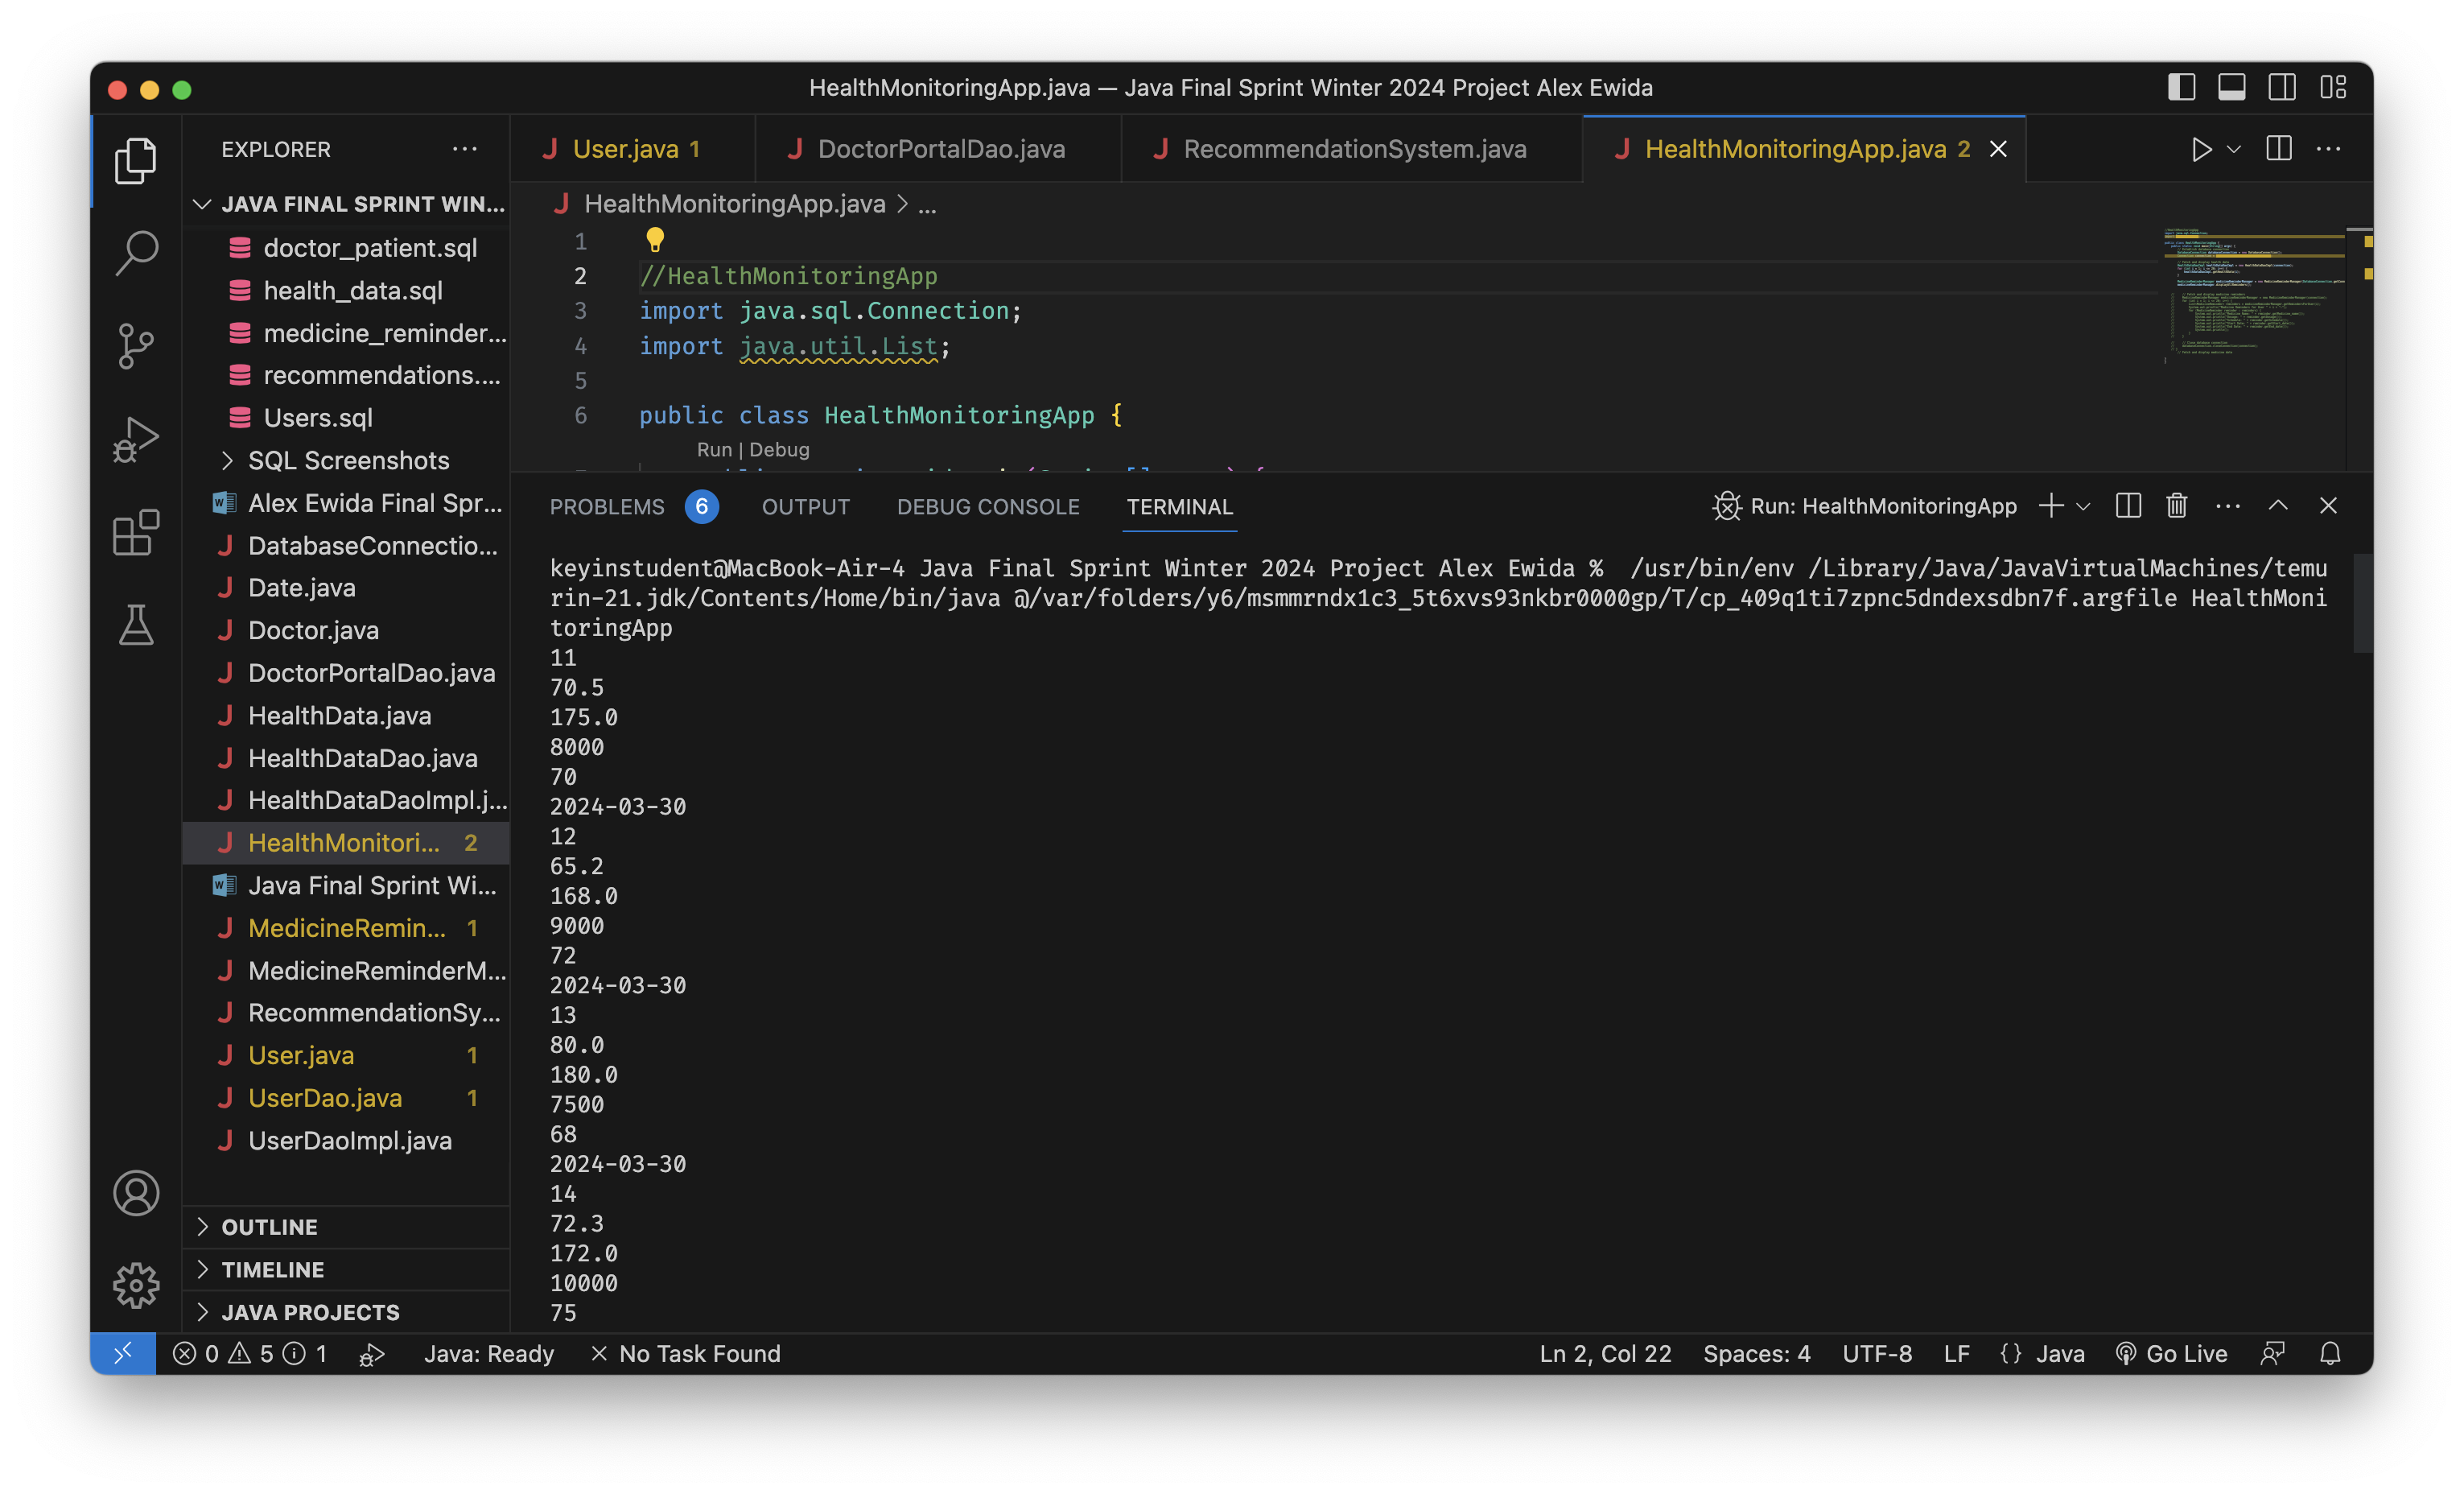 HealthMonitoringApp.java — Java Final Sprint Winter 2024 Project Alex Ewida
EXPLORER
JAVA FINAL SPRINT WIN...
doctor_patient.sql
health_data.sql
medicine_reminder...
recommendations....
Users.sql
SQL Screenshots
Alex Ewida Final Spr...
DatabaseConnectio...
Date.java
Doctor.java
DoctorPortalDao.java
HealthData.java
HealthDataDao.java
HealthDataDaoImpl.j...
HealthMonitori... 2
Java Final Sprint Wi...
MedicineRemin... 1
MedicineReminderM...
RecommendationSy...
User.java 1
UserDao.java 1
UserDaoImpl.java
OUTLINE
TIMELINE
JAVA PROJECTS
User.java 1
DoctorPortalDao.java
RecommendationSystem.java
HealthMonitoringApp.java 2
HealthMonitoringApp.java > ...
1
2 //HealthMonitoringApp
3 import java.sql.Connection;
4 import java.util.List;
5
6 public class HealthMonitoringApp {
Run | Debug
PROBLEMS 6 OUTPUT DEBUG CONSOLE TERMINAL
Run: HealthMonitoringApp
keyinstudent@MacBook-Air-4 Java Final Sprint Winter 2024 Project Alex Ewida %  /usr/bin/env /Library/Java/JavaVirtualMachines/temu
rin-21.jdk/Contents/Home/bin/java @/var/folders/y6/msmmrndx1c3_5t6xvs93nkbr0000gp/T/cp_409q1ti7zpnc5dndexsdbn7f.argfile HealthMoni
toringApp
11
70.5
175.0
8000
70
2024-03-30
12
65.2
168.0
9000
72
2024-03-30
13
80.0
180.0
7500
68
2024-03-30
14
72.3
172.0
10000
75
0 5 1
Java: Ready
No Task Found
Ln 2, Col 22
Spaces: 4
UTF-8
LF
{} Java
Go Live